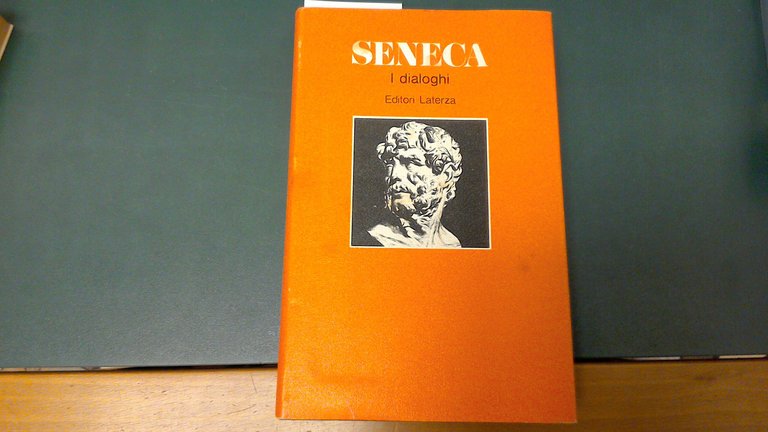 SENECA
I dialoghi
Editori Laterza